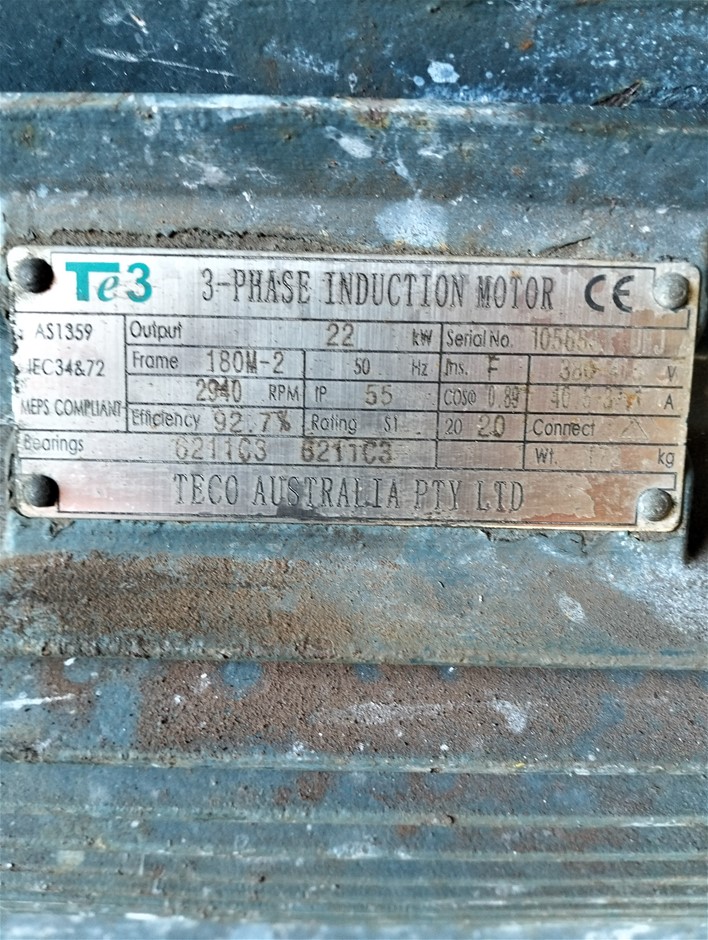 Te3 3-PHASE INDUCTION MOTOR CE
AS1359 Output 22 kW Serial No.
IEC34&72 Frame 180M-2 50 Hz Ins. F V
2940 RPM IP 55 COSφ 0.89 A
MEPS COMPLIANT Efficiency 92.7% Rating S1 20 20 Connect
Bearings 6211C3 6211C3 Wt. kg
TECO AUSTRALIA PTY LTD